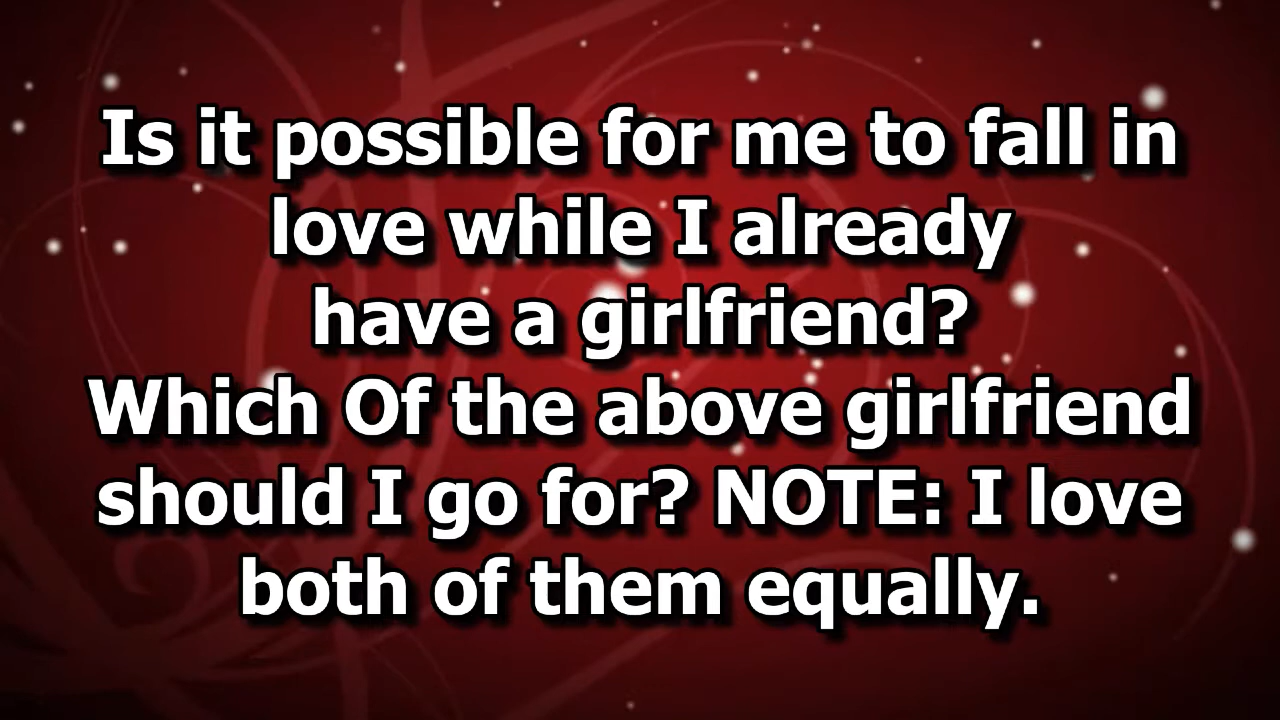 Is it possible for me to fall in
love while I already
have a girlfriend?
Which Of the above girlfriend
should I go for? NOTE: I love
both of them equally.